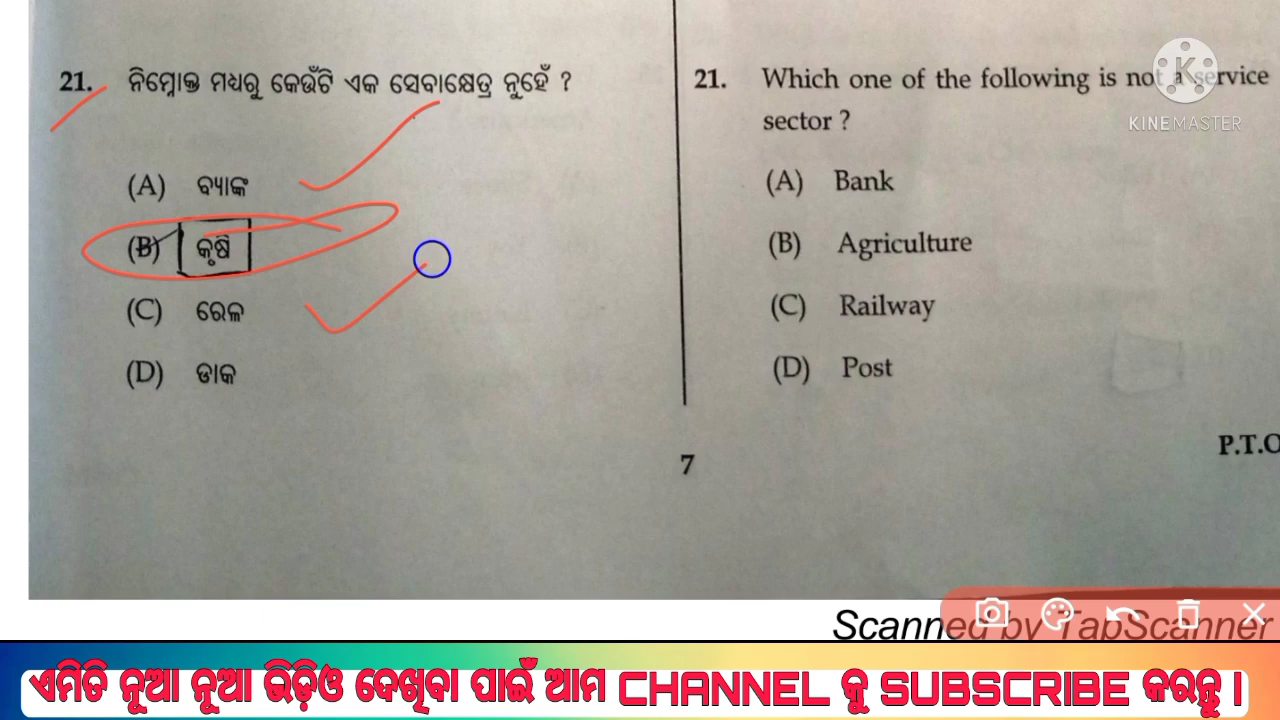 21. ନିମ୍ନୋକ୍ତ ମଧ୍ୟରୁ କେଉଁଟି ଏକ ସେବାକ୍ଷେତ୍ର ନୁହେଁ ?
(A) ବ୍ୟାଙ୍କ
(B) କୃଷି
(C) ରେଳ
(D) ଡାକ
21. Which one of the following is not a service
sector ?
(A) Bank
(B) Agriculture
(C) Railway
(D) Post
KINEMASTER
7
P.T.O
Scanned by TapScanner
ଏମିତି ନୂଆ ନୂଆ ଭିଡ଼ିଓ ଦେଖିବା ପାଇଁ ଆମ CHANNEL କୁ SUBSCRIBE କରନ୍ତୁ ।